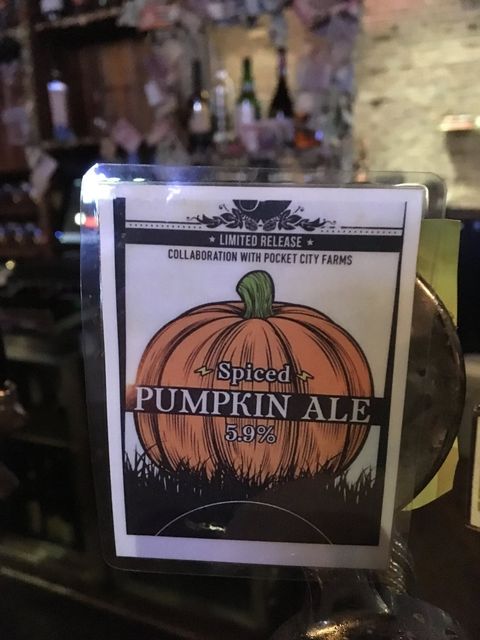 ★ LIMITED RELEASE ★
COLLABORATION WITH POCKET CITY FARMS
Spiced
PUMPKIN ALE
5.9%